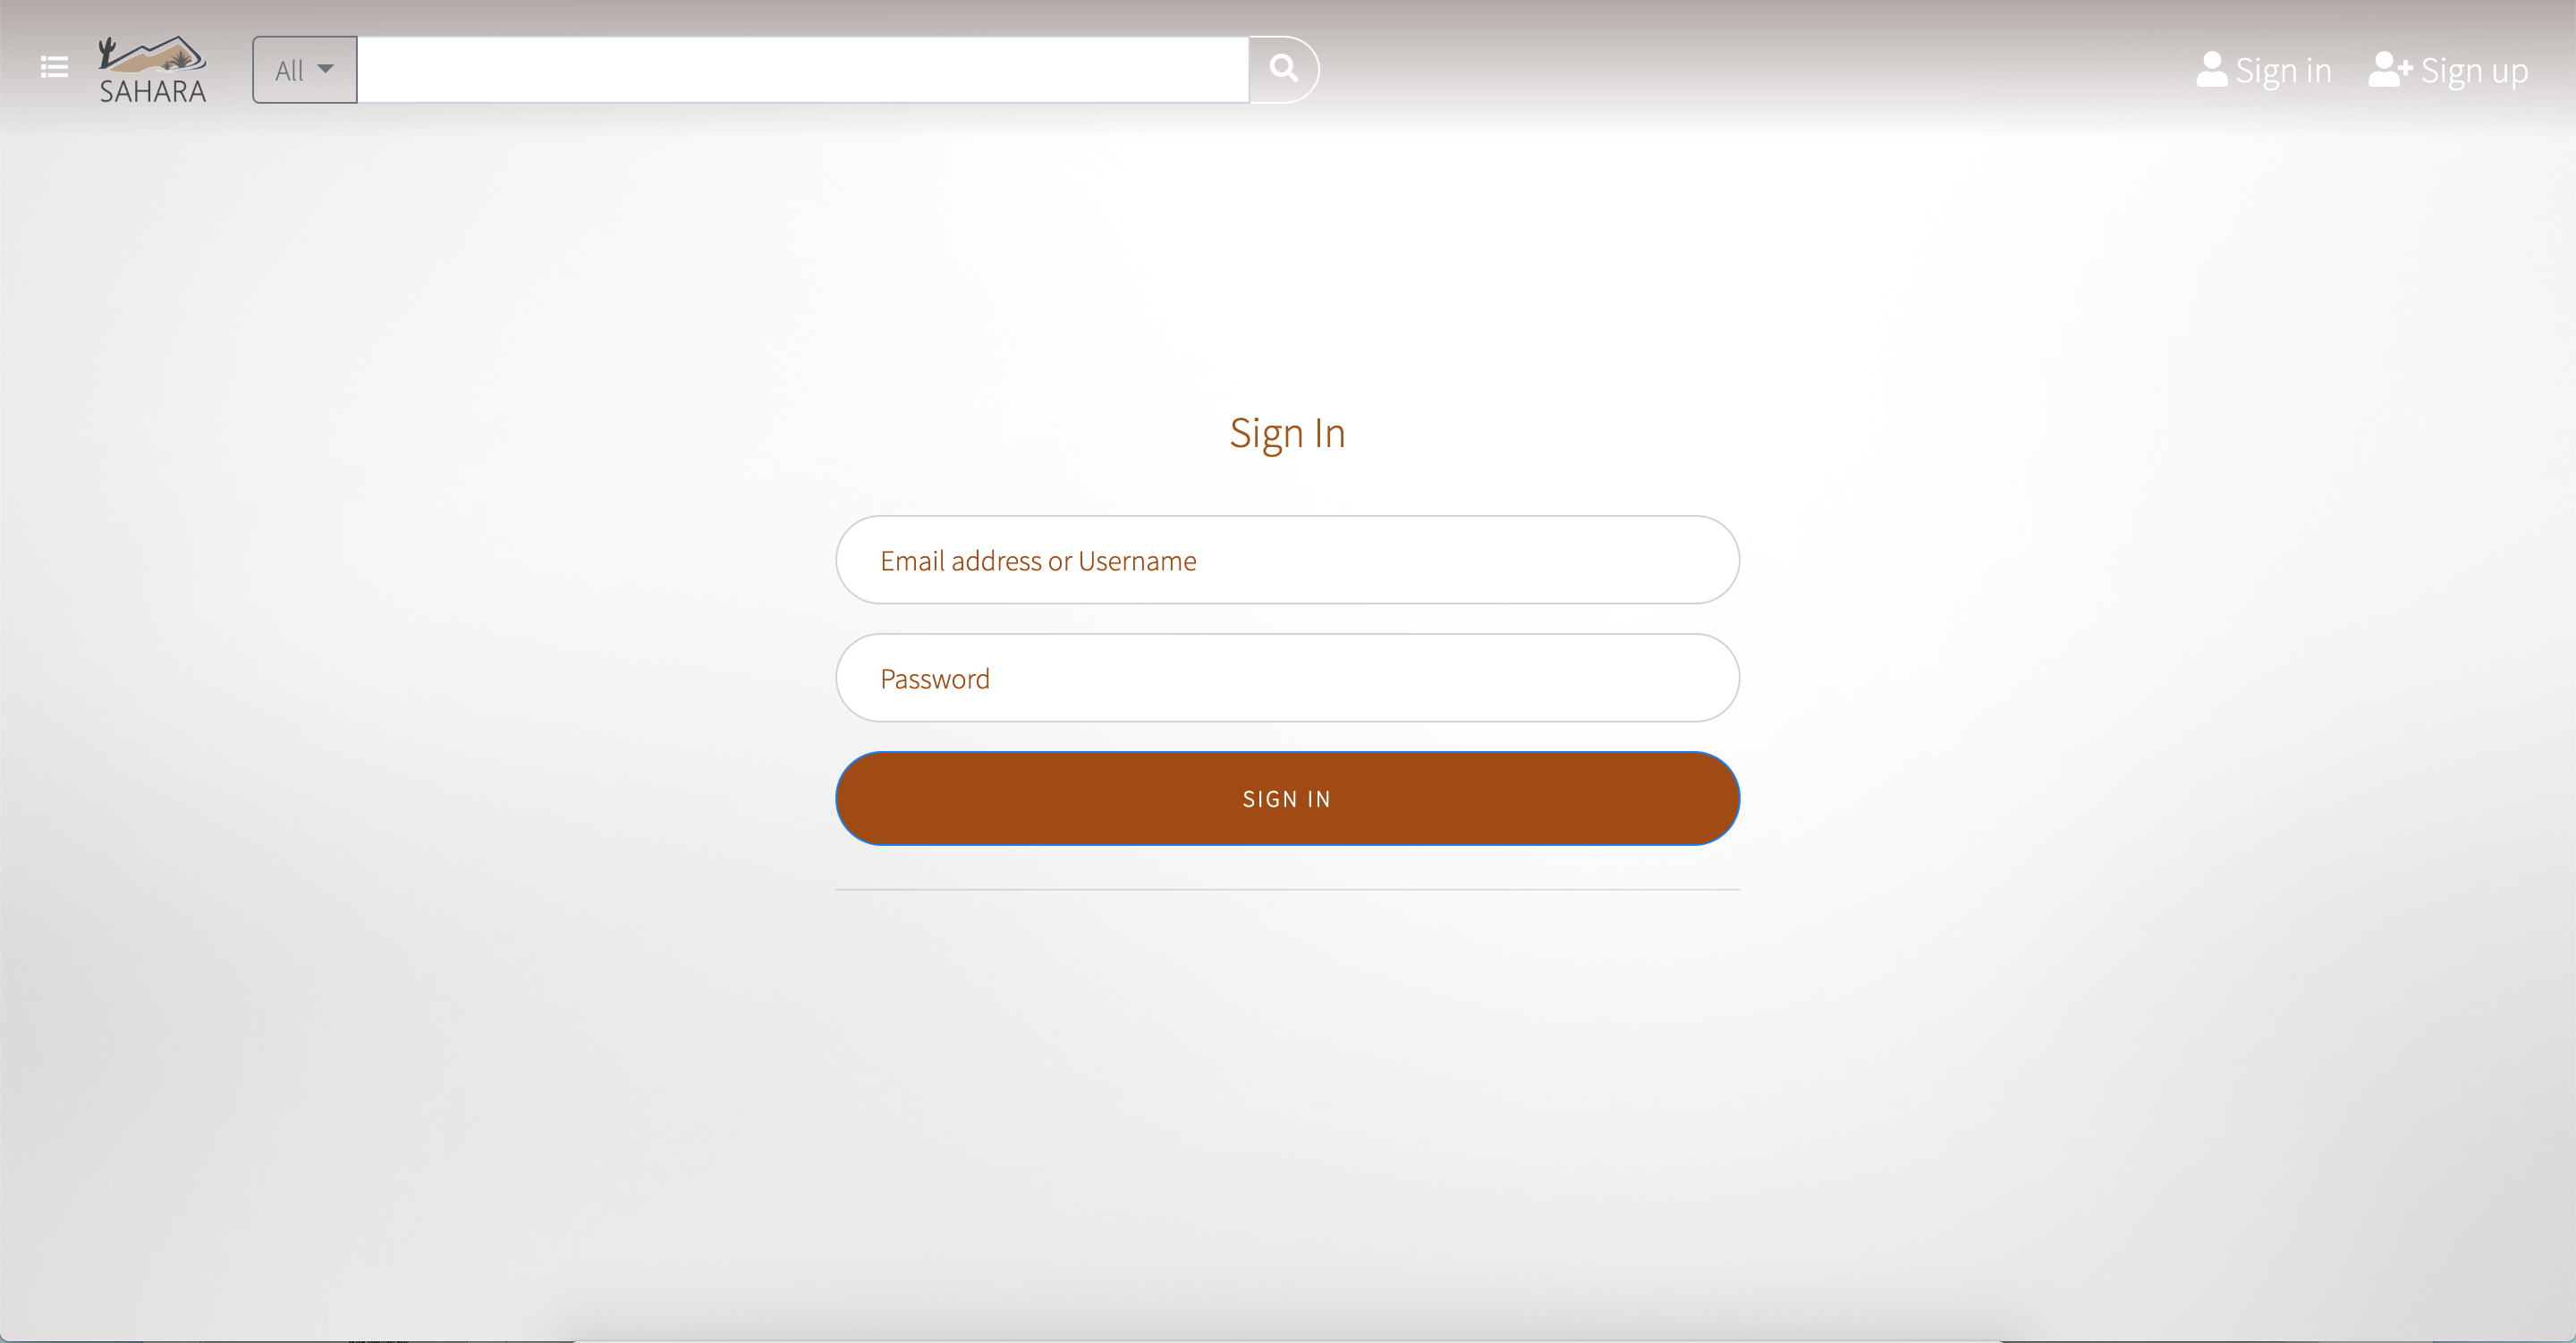 SAHARA
All
Sign in
Sign up
Sign In
Email address or Username
Password
SIGN IN